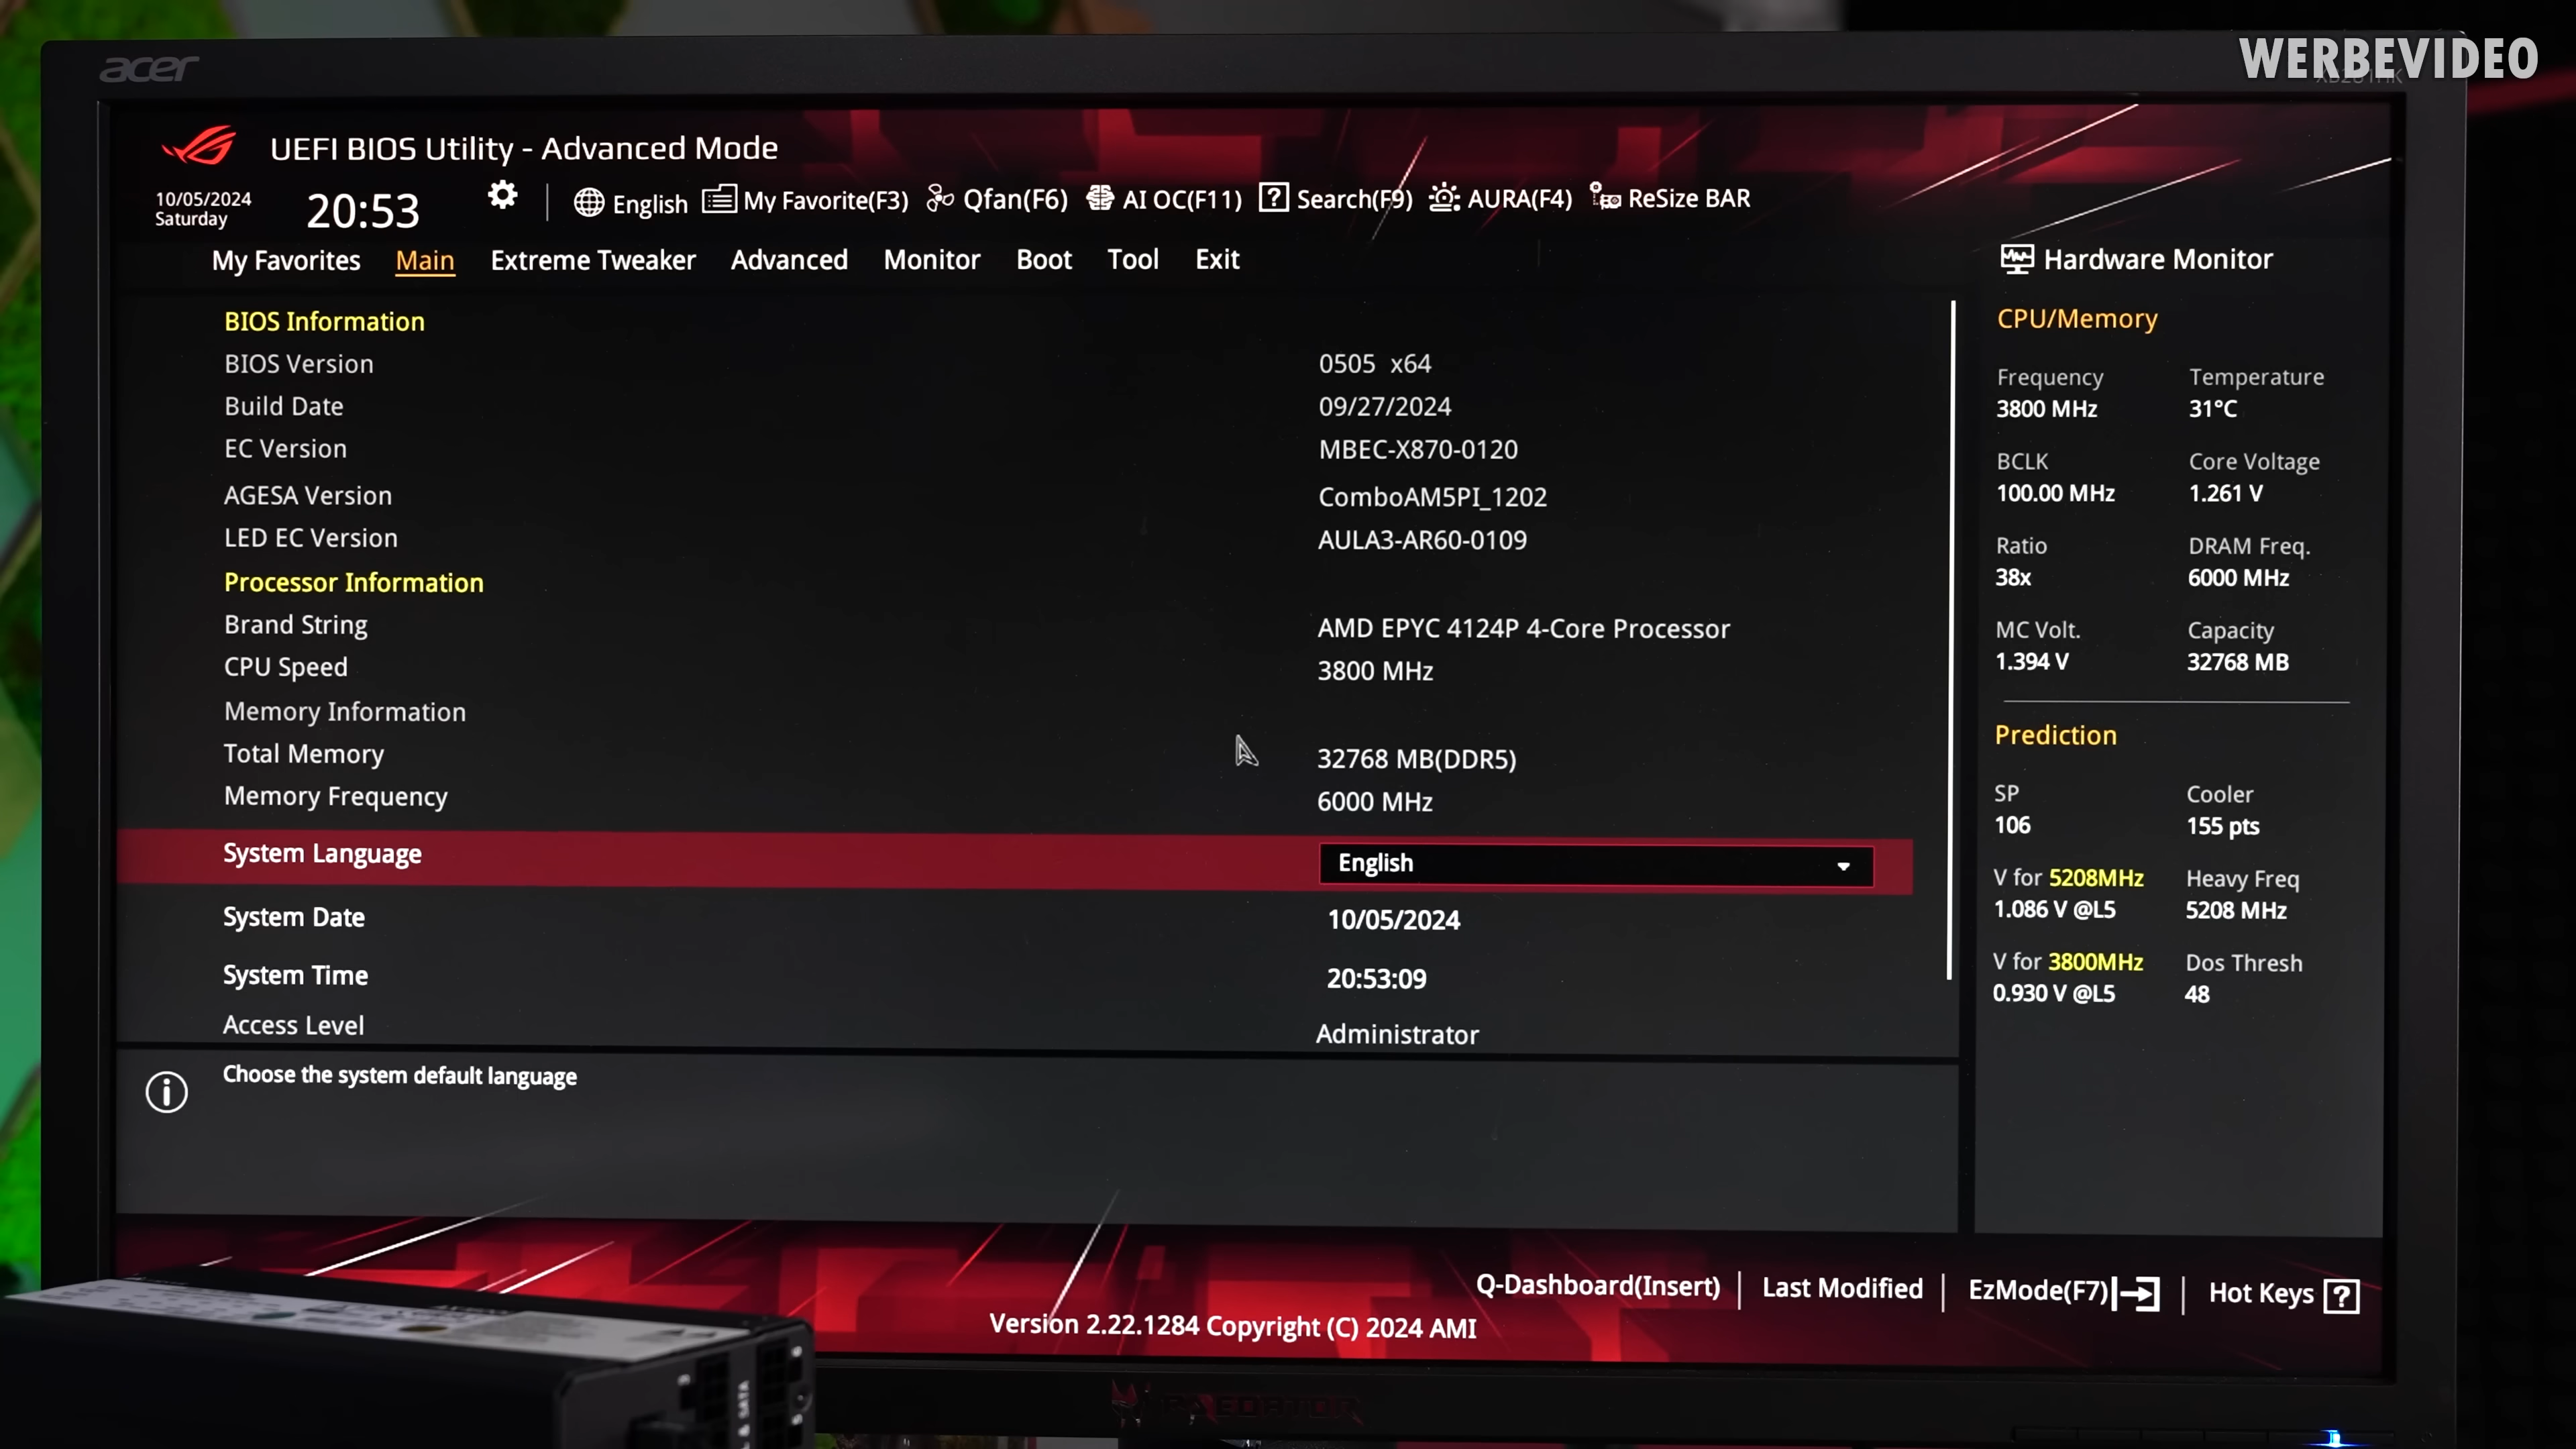 WERBEVIDEO
acer
UEFI BIOS Utility - Advanced Mode
10/05/2024
Saturday
20:53
English
My Favorite(F3)
Qfan(F6)
AI OC(F11)
Search(F9)
AURA(F4)
ReSize BAR
My Favorites Main Extreme Tweaker Advanced Monitor Boot Tool Exit
BIOS Information
BIOS Version 0505 x64
Build Date 09/27/2024
EC Version MBEC-X870-0120
AGESA Version ComboAM5PI_1202
LED EC Version AULA3-AR60-0109
Processor Information
Brand String AMD EPYC 4124P 4-Core Processor
CPU Speed 3800 MHz
Memory Information
Total Memory 32768 MB(DDR5)
Memory Frequency 6000 MHz
System Language English
System Date 10/05/2024
System Time 20:53:09
Access Level Administrator
Choose the system default language
Hardware Monitor
CPU/Memory
Frequency Temperature
3800 MHz 31°C
BCLK Core Voltage
100.00 MHz 1.261 V
Ratio DRAM Freq.
38x 6000 MHz
MC Volt. Capacity
1.394 V 32768 MB
Prediction
SP Cooler
106 155 pts
V for 5208MHz Heavy Freq
1.086 V @L5 5208 MHz
V for 3800MHz Dos Thresh
0.930 V @L5 48
Q-Dashboard(Insert) Last Modified EzMode(F7) Hot Keys ?
Version 2.22.1284 Copyright (C) 2024 AMI
PREDATOR
& SATA